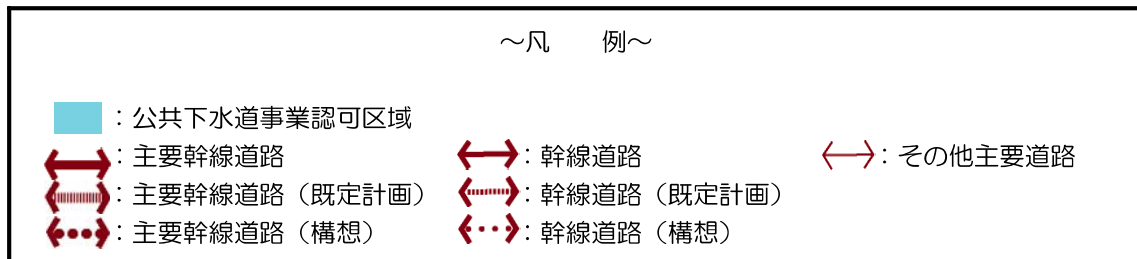 ～凡　　例～
：公共下水道事業認可区域
：主要幹線道路　：幹線道路　：その他主要道路
：主要幹線道路（既定計画）　：幹線道路（既定計画）
：主要幹線道路（構想）　：幹線道路（構想）